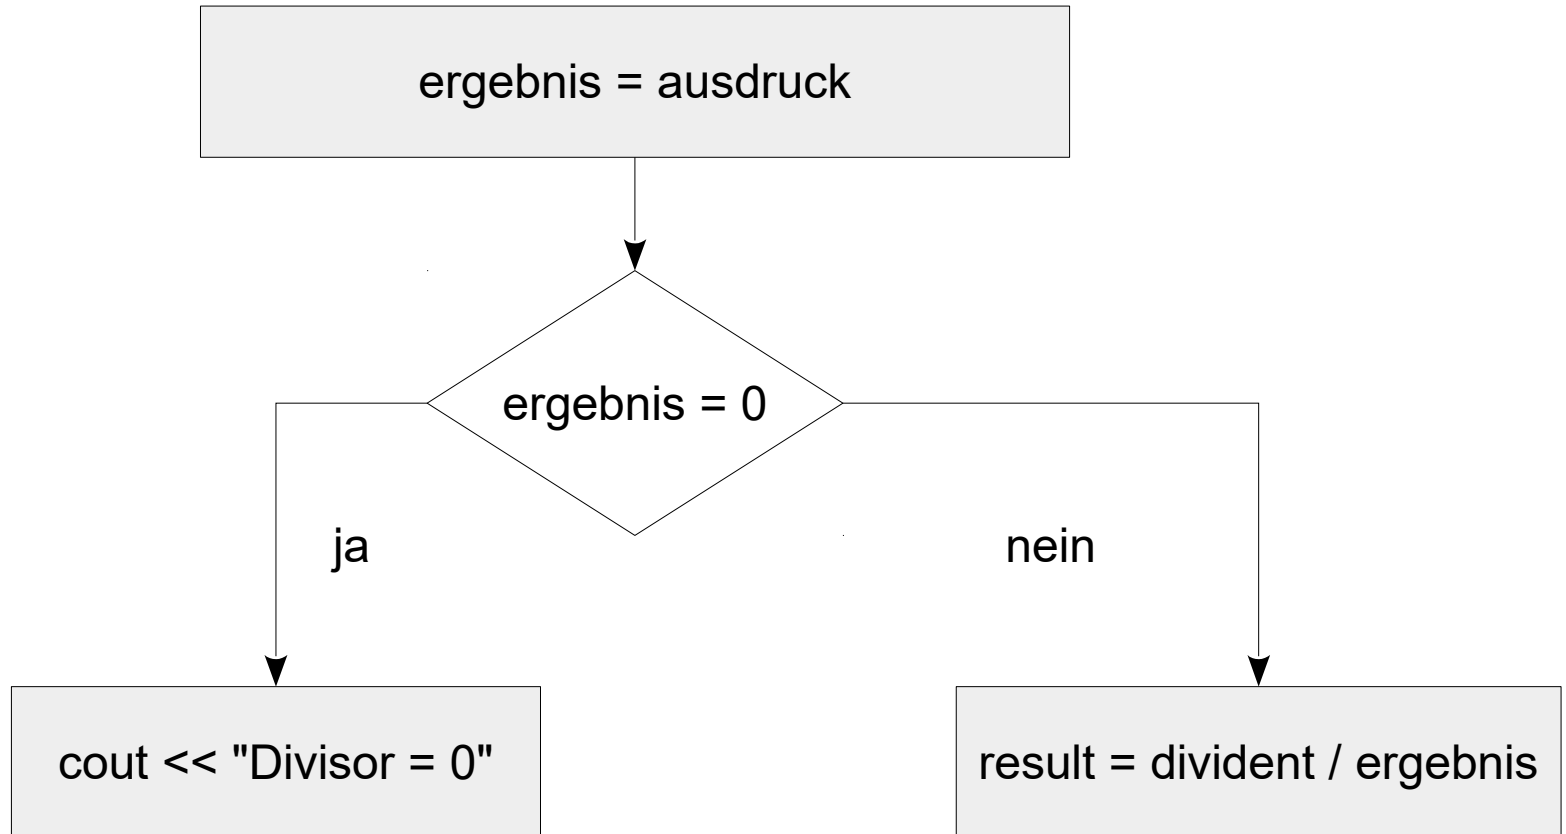 ergebnis = ausdruck
ergebnis = 0
ja
nein
cout << "Divisor = 0"
result = divident / ergebnis